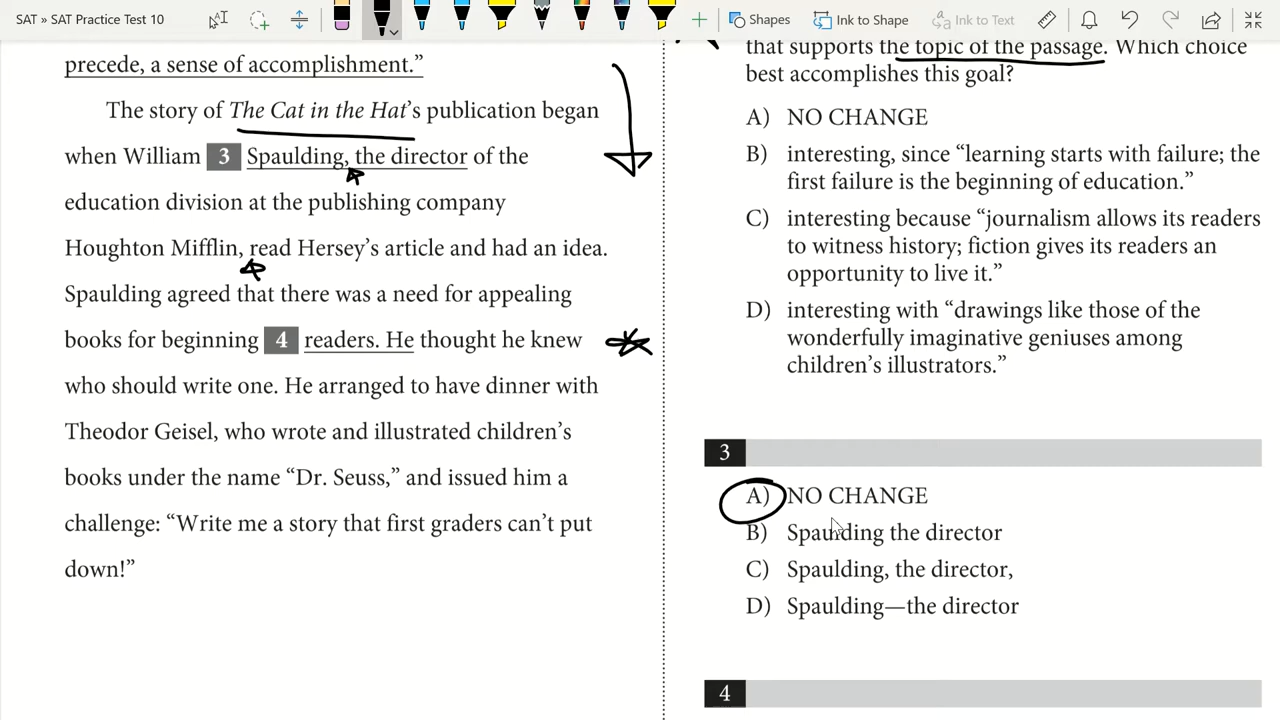 SAT » SAT Practice Test 10
Shapes
Ink to Shape
Ink to Text
precede, a sense of accomplishment.”
The story of The Cat in the Hat’s publication began
when William 3 Spaulding, the director of the
education division at the publishing company
Houghton Mifflin, read Hersey’s article and had an idea.
Spaulding agreed that there was a need for appealing
books for beginning 4 readers. He thought he knew
who should write one. He arranged to have dinner with
Theodor Geisel, who wrote and illustrated children’s
books under the name “Dr. Seuss,” and issued him a
challenge: “Write me a story that first graders can’t put
down!”
that supports the topic of the passage. Which choice
best accomplishes this goal?
A) NO CHANGE
B) interesting, since “learning starts with failure; the
first failure is the beginning of education.”
C) interesting because “journalism allows its readers
to witness history; fiction gives its readers an
opportunity to live it.”
D) interesting with “drawings like those of the
wonderfully imaginative geniuses among
children’s illustrators.”
3
A) NO CHANGE
B) Spaulding the director
C) Spaulding, the director,
D) Spaulding—the director
4